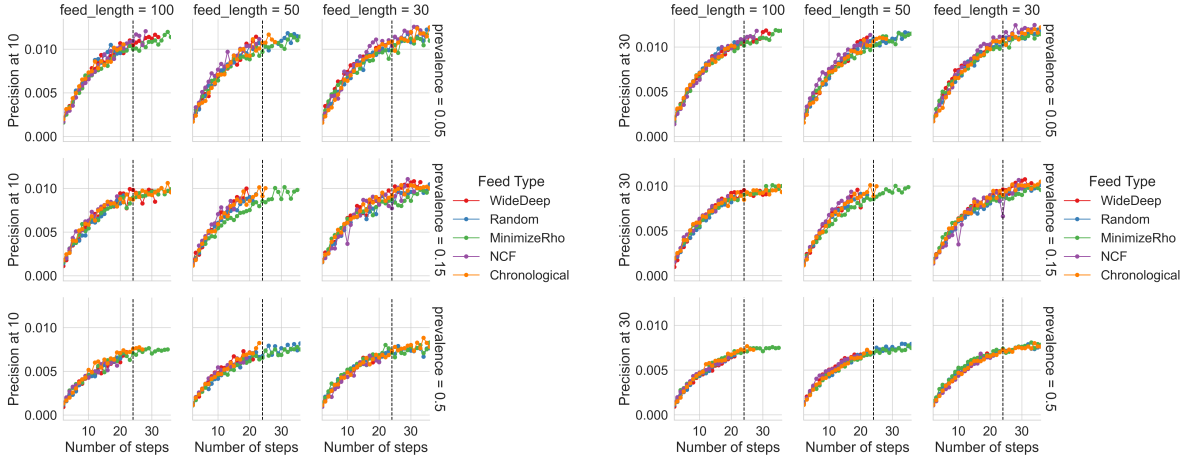 feed_length = 100 feed_length = 50 feed_length = 30
Precision at 10
0.010
0.005
0.000
prevalence = 0.05
Precision at 10
0.010
0.005
0.000
prevalence = 0.15
Precision at 10
0.010
0.005
0.000
prevalence = 0.5
10 20 30 10 20 30 10 20 30
Number of steps Number of steps Number of steps
Feed Type
WideDeep
Random
MinimizeRho
NCF
Chronological
feed_length = 100 feed_length = 50 feed_length = 30
Precision at 30
0.010
0.005
0.000
prevalence = 0.05
Precision at 30
0.010
0.005
0.000
prevalence = 0.15
Precision at 30
0.010
0.005
0.000
prevalence = 0.5
10 20 30 10 20 30 10 20 30
Number of steps Number of steps Number of steps
Feed Type
WideDeep
Random
MinimizeRho
NCF
Chronological